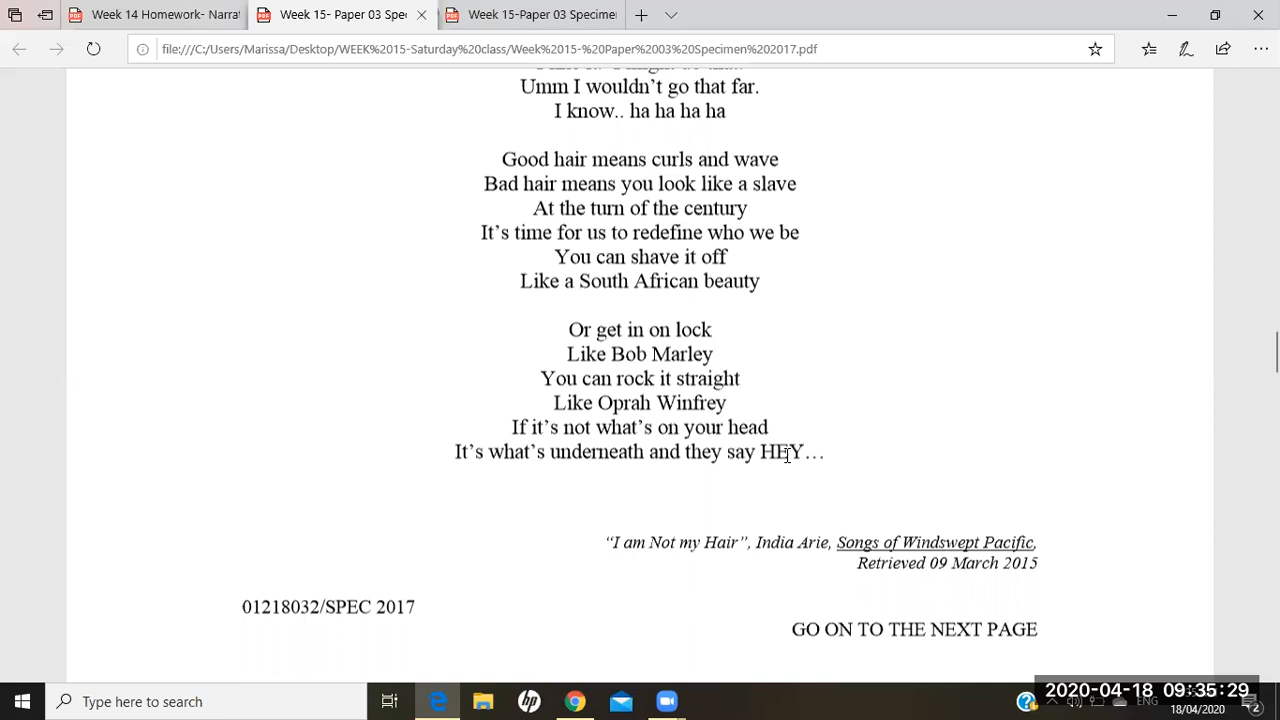 Week 14 Homework- Narrat
Week 15- Paper 03 Spec
Week 15-Paper 03 Specimen
file:///C:/Users/Marissa/Desktop/WEEK%2015-Saturday%20class/Week%2015-%20Paper%2003%20Specimen%202017.pdf
Umm I wouldn't go that far.
I know.. ha ha ha ha
Good hair means curls and wave
Bad hair means you look like a slave
At the turn of the century
It's time for us to redefine who we be
You can shave it off
Like a South African beauty
Or get in on lock
Like Bob Marley
You can rock it straight
Like Oprah Winfrey
If it's not what's on your head
It's what's underneath and they say HEY…
"I am Not my Hair", India Arie, Songs of Windswept Pacific,
Retrieved 09 March 2015
01218032/SPEC 2017
GO ON TO THE NEXT PAGE
Type here to search
ENG
2020-04-18 09:35:29
18/04/2020